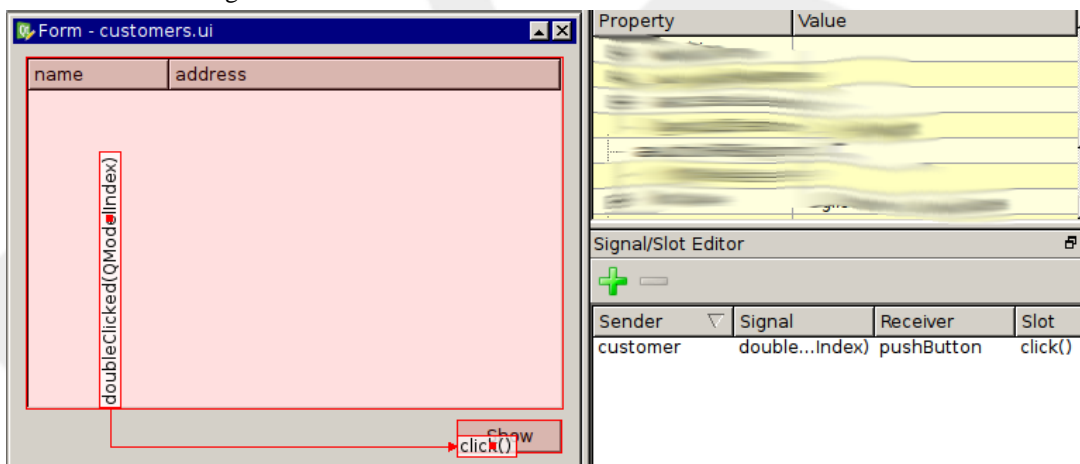 Form - customers.ui
name address
doubleClicked(QModelIndex)
Show
click()
Property Value
Signal/Slot Editor
Sender Signal Receiver Slot
customer double...Index) pushButton click()